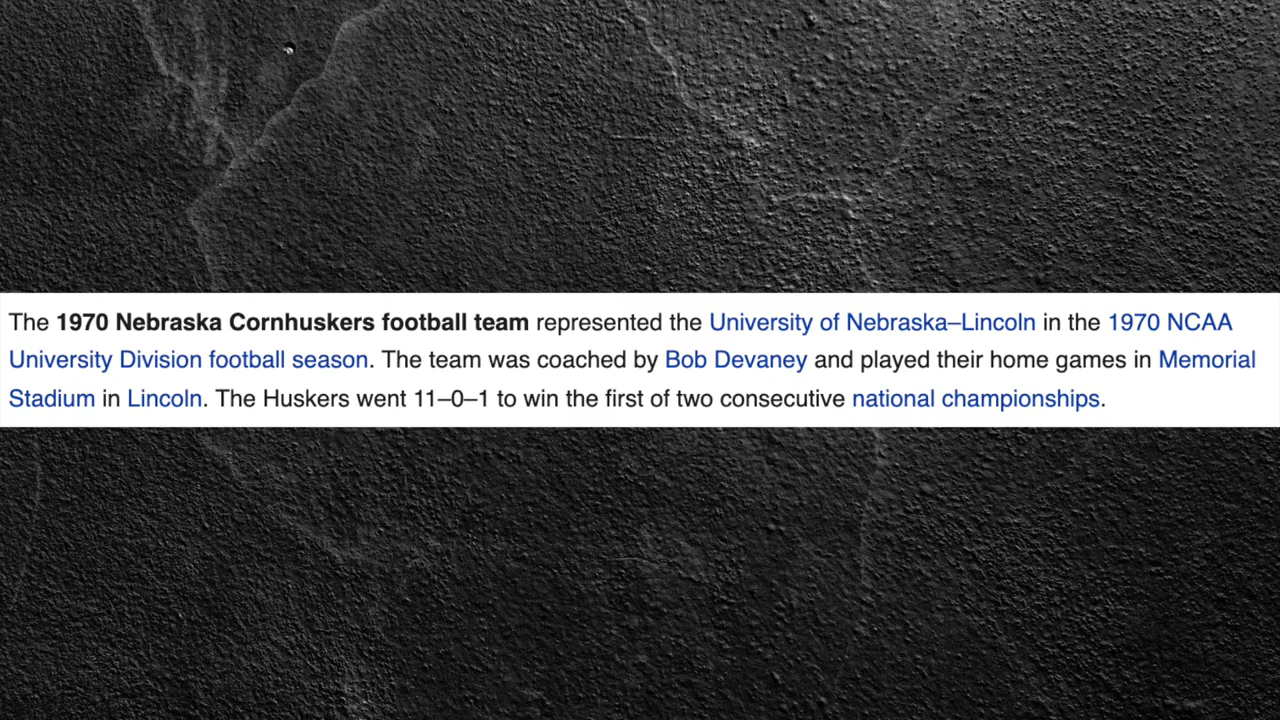 The 1970 Nebraska Cornhuskers football team represented the University of Nebraska–Lincoln in the 1970 NCAA
University Division football season. The team was coached by Bob Devaney and played their home games in Memorial
Stadium in Lincoln. The Huskers went 11–0–1 to win the first of two consecutive national championships.